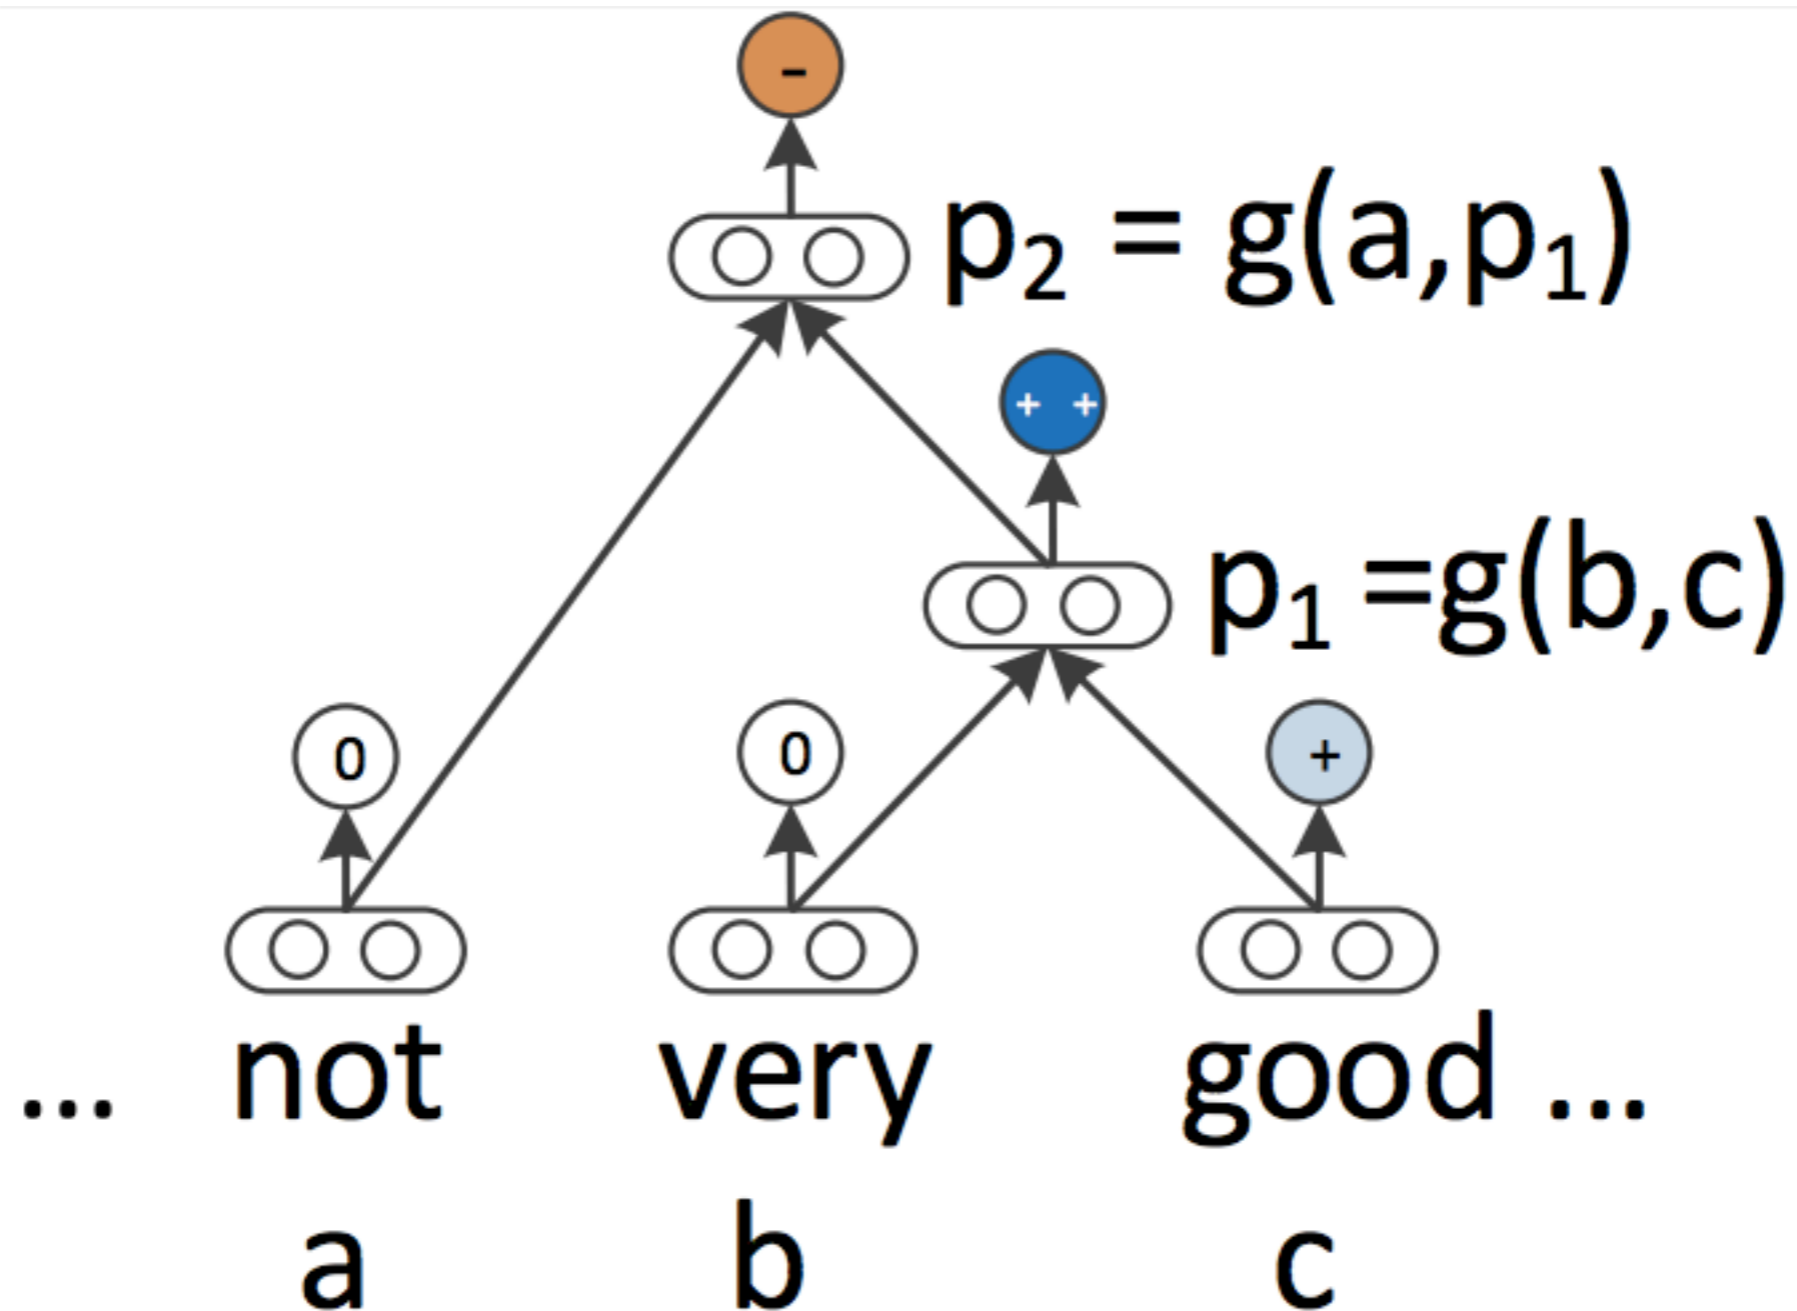 -
p₂ = g(a,p₁)
+ +
p₁ =g(b,c)
0 0 +
... not very good ...
a b c